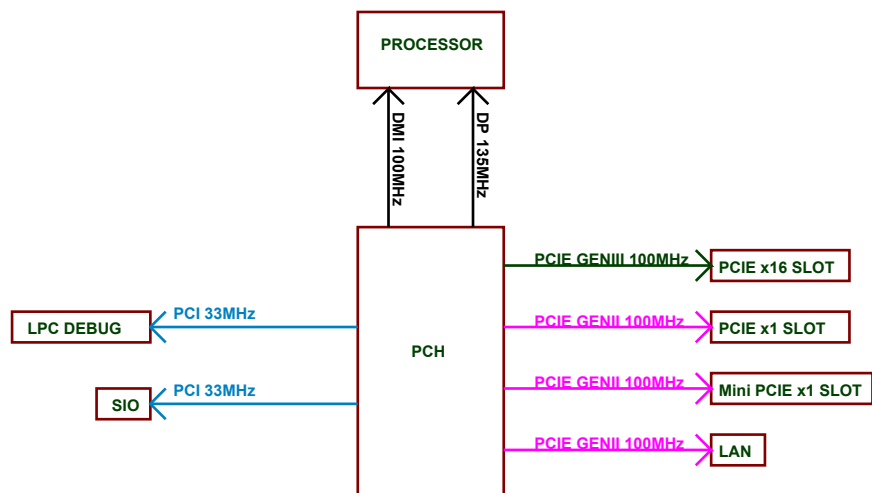 PROCESSOR
DMI 100MHz
DP 135MHz
PCIE GENIII 100MHz
PCIE x16 SLOT
PCI 33MHz
LPC DEBUG
PCH
PCIE GENII 100MHz
PCIE x1 SLOT
PCI 33MHz
SIO
PCIE GENII 100MHz
Mini PCIE x1 SLOT
PCIE GENII 100MHz
LAN